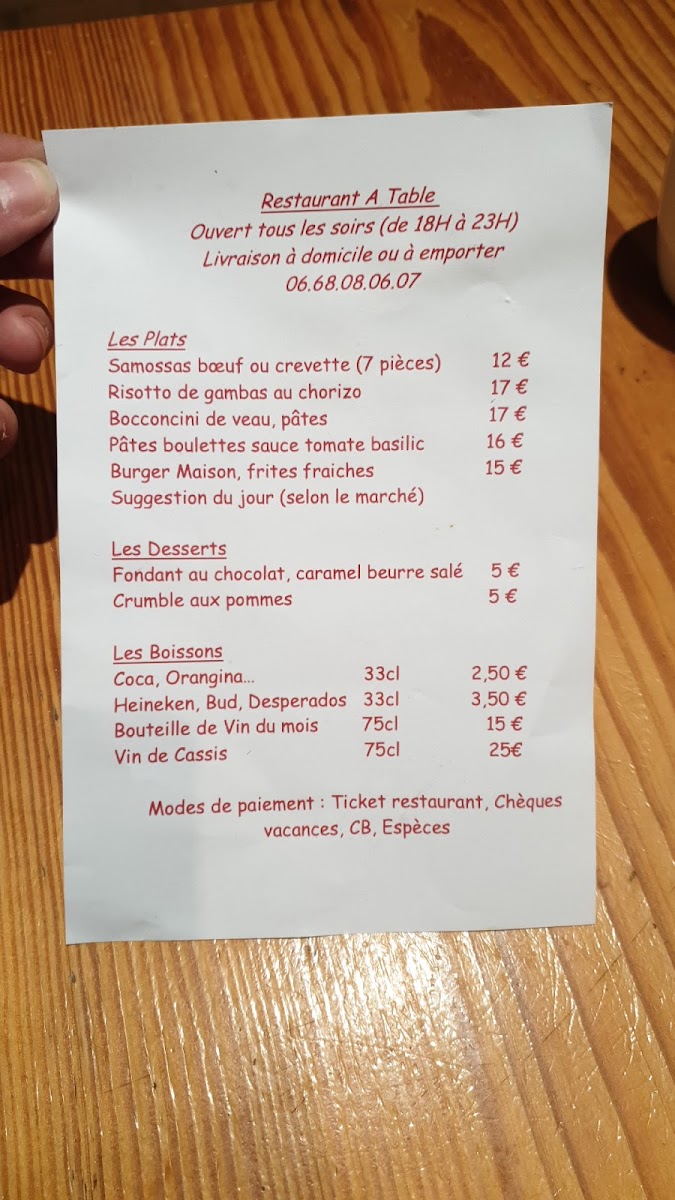 Restaurant A Table
Ouvert tous les soirs (de 18H à 23H)
Livraison à domicile ou à emporter
06.68.08.06.07
Les Plats
Samossas bœuf ou crevette (7 pièces) 12 €
Risotto de gambas au chorizo 17 €
Bocconcini de veau, pâtes 17 €
Pâtes boulettes sauce tomate basilic 16 €
Burger Maison, frites fraiches 15 €
Suggestion du jour (selon le marché)
Les Desserts
Fondant au chocolat, caramel beurre salé 5 €
Crumble aux pommes 5 €
Les Boissons
Coca, Orangina... 33cl 2,50 €
Heineken, Bud, Desperados 33cl 3,50 €
Bouteille de Vin du mois 75cl 15 €
Vin de Cassis 75cl 25€
Modes de paiement : Ticket restaurant, Chèques
vacances, CB, Espèces